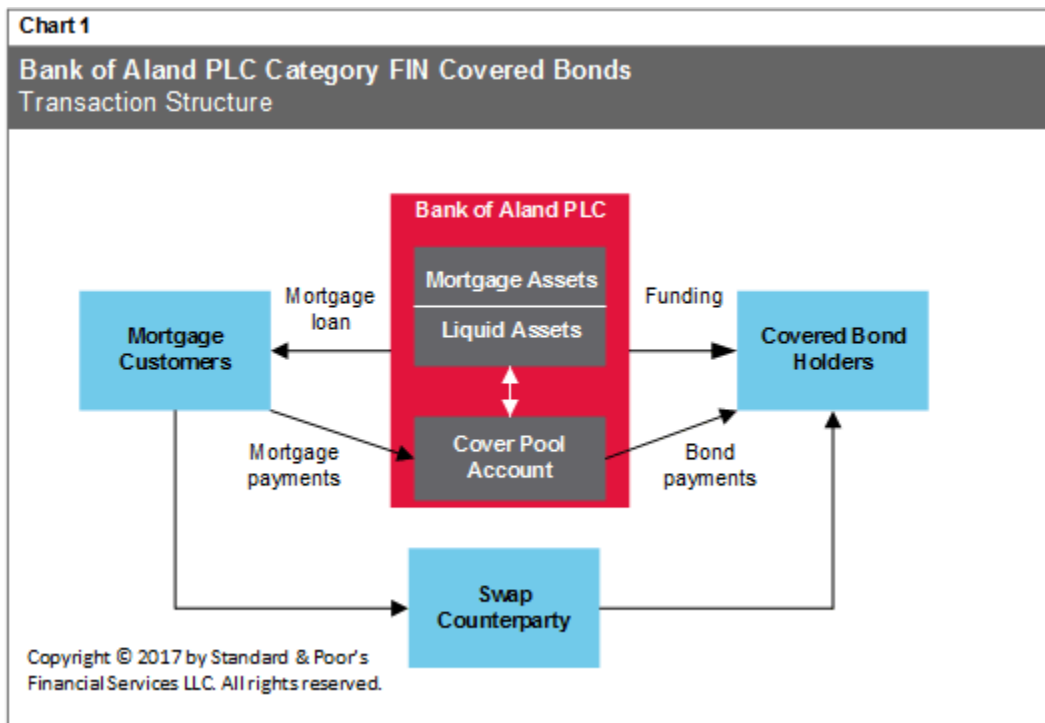 Chart 1
Bank of Aland PLC Category FIN Covered Bonds
Transaction Structure
Bank of Aland PLC
Mortgage Assets
Liquid Assets
Mortgage
loan
Funding
Mortgage
Customers
Covered Bond
Holders
Mortgage
payments
Cover Pool
Account
Bond
payments
Swap
Counterparty
Copyright © 2017 by Standard & Poor's
Financial Services LLC. All rights reserved.